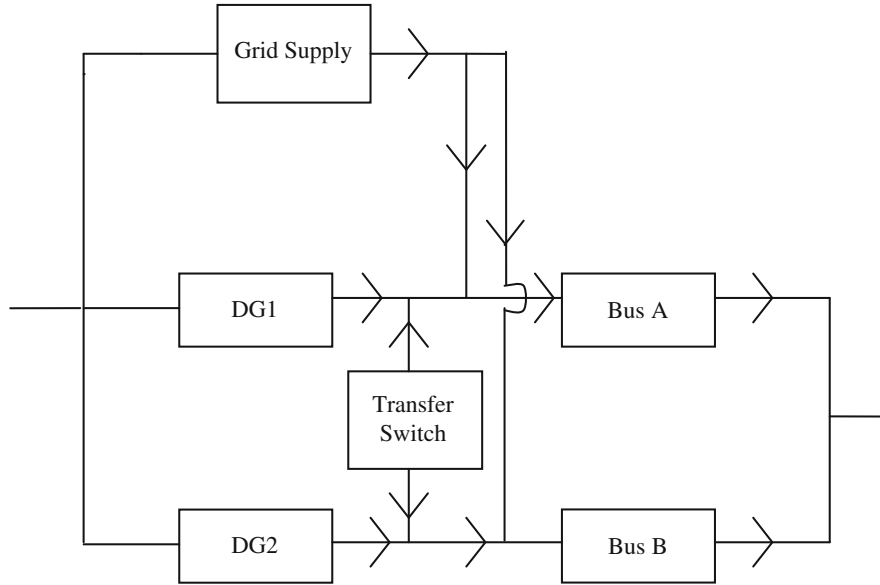 Grid Supply
DG1
Bus A
Transfer
Switch
DG2
Bus B